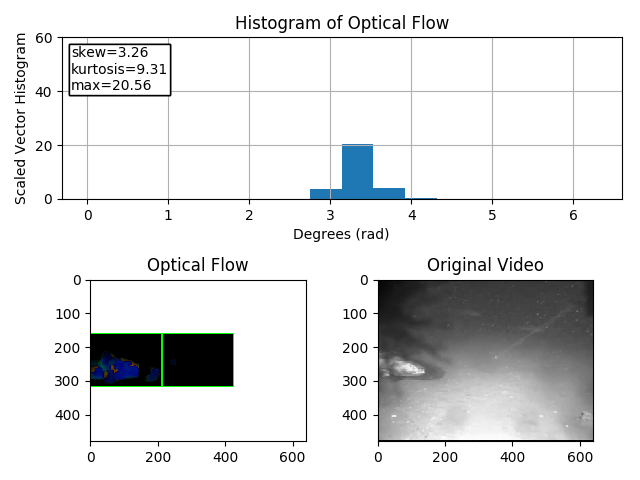 Histogram of Optical Flow
Scaled Vector Histogram
60
40
20
0
skew=3.26
kurtosis=9.31
max=20.56
0 1 2 3 4 5 6
Degrees (rad)
Optical Flow
0
100
200
300
400
0 200 400 600
Original Video
0
100
200
300
400
0 200 400 600